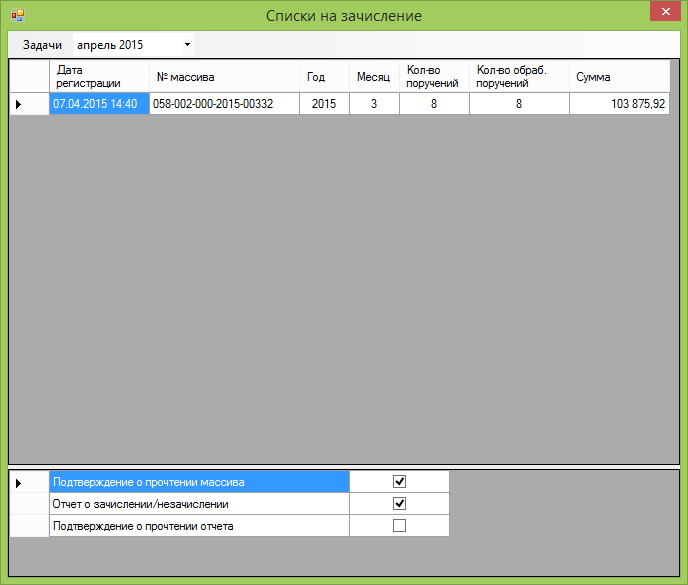 Списки на зачисление
Задачи апрель 2015
Дата регистрации № массива Год Месяц Кол-во поручений Кол-во обраб. поручений Сумма
07.04.2015 14:40 058-002-000-2015-00332 2015 3 8 8 103 875,92
Подтверждение о прочтении массива
Отчет о зачислении/незачислении
Подтверждение о прочтении отчета